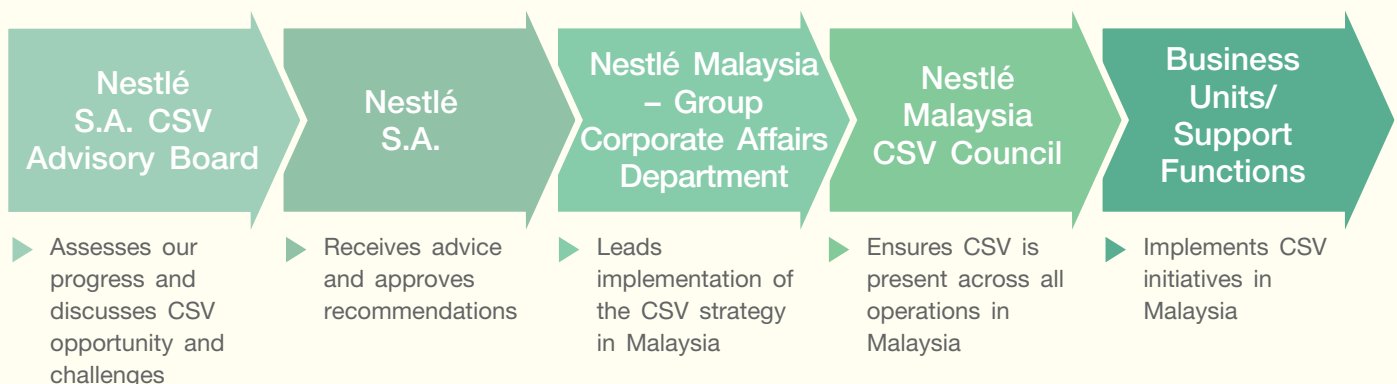 Nestlé
S.A. CSV
Advisory Board
Nestlé
S.A.
Nestlé Malaysia
– Group
Corporate Affairs
Department
Nestlé
Malaysia
CSV Council
Business
Units/
Support
Functions
Assesses our
progress and
discusses CSV
opportunity and
challenges
Receives advice
and approves
recommendations
Leads
implementation of
the CSV strategy
in Malaysia
Ensures CSV is
present across all
operations in
Malaysia
Implements CSV
initiatives in
Malaysia